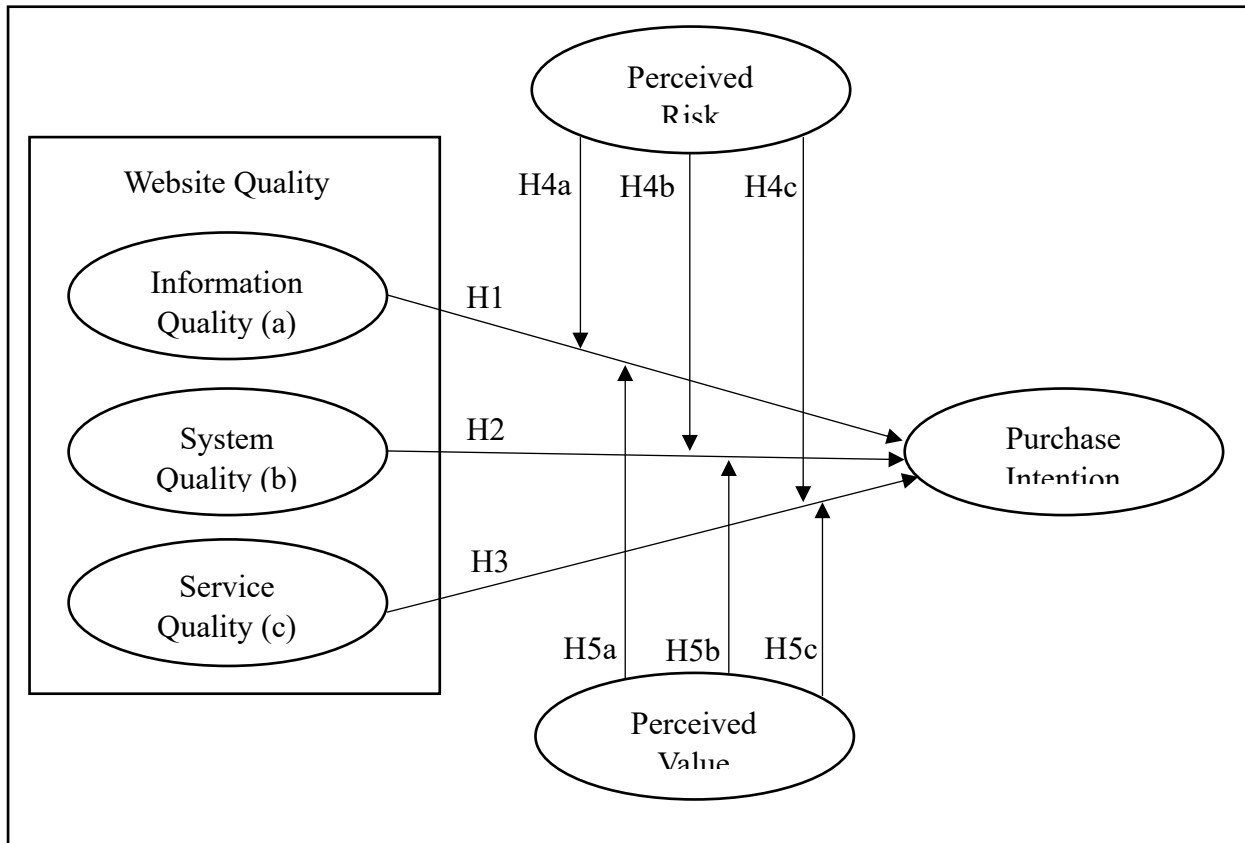 Perceived
Risk
Website Quality
H4a
H4b
H4c
Information
Quality (a)
H1
System
Quality (b)
H2
Purchase
Intention
Service
Quality (c)
H3
H5a
H5b
H5c
Perceived
Value